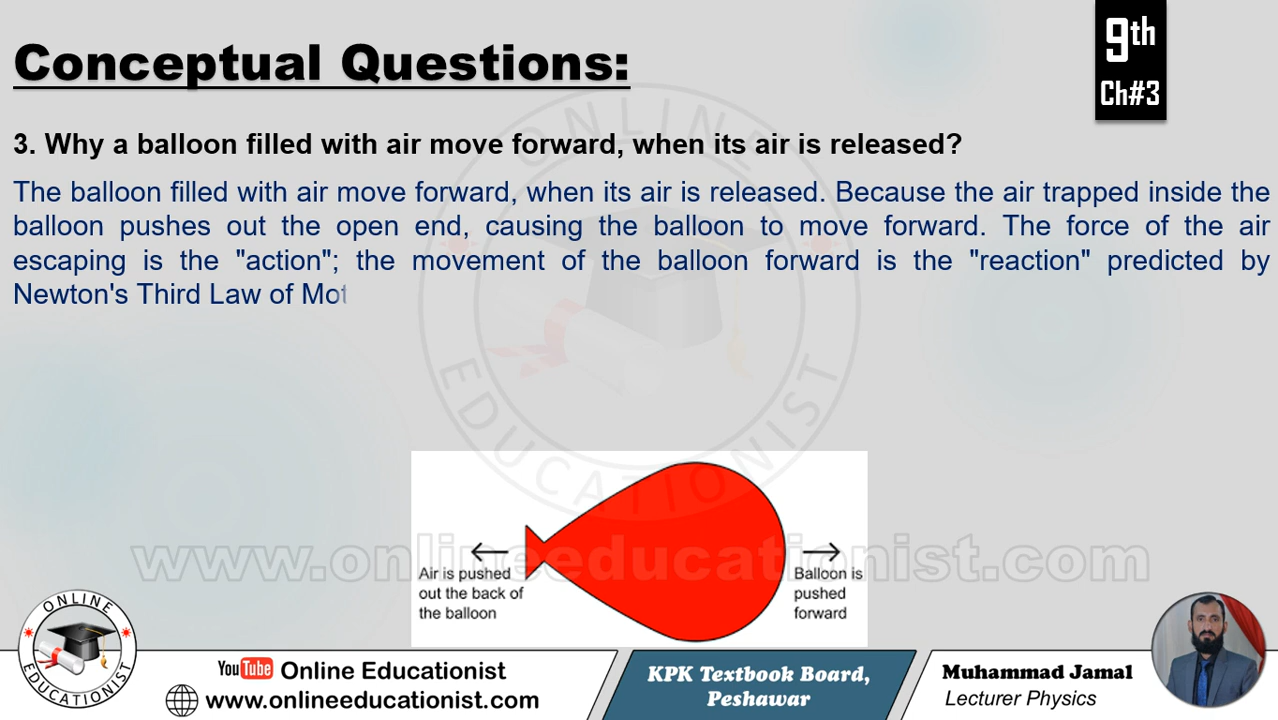 Conceptual Questions:
9th
Ch#3
3. Why a balloon filled with air move forward, when its air is released?
The balloon filled with air move forward, when its air is released. Because the air trapped inside the
balloon pushes out the open end, causing the balloon to move forward. The force of the air
escaping is the "action"; the movement of the balloon forward is the "reaction" predicted by
Newton's Third Law of Mot
ONLINE
EDUCATIONIST
www.onlineeducationist.com
Air is pushed
out the back of
the balloon
Balloon is
pushed
forward
ONLINE
EDUCATIONIST
YouTube Online Educationist
www.onlineeducationist.com
KPK Textbook Board,
Peshawar
Muhammad Jamal
Lecturer Physics